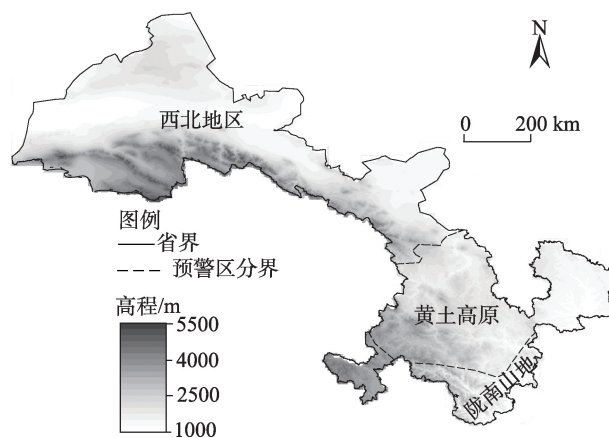 N
西北地区
0 200 km
图例
省界
预警区分界
高程/m
5500
4000
2500
1000
黄土高原
陇南山地